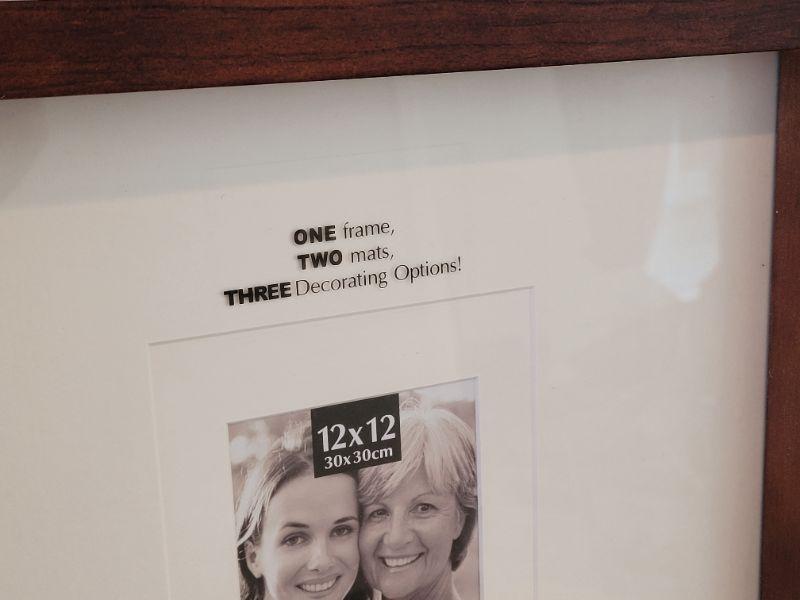 ONE frame,
TWO mats,
THREE Decorating Options!
12x12
30x30cm